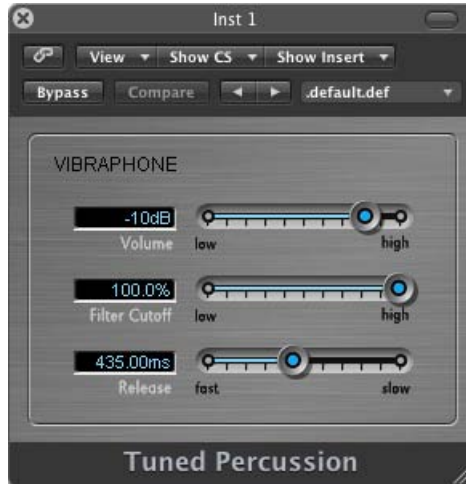 Inst 1
View Show CS Show Insert
Bypass Compare .default.def
VIBRAPHONE
-10dB
Volume low high
100.0%
Filter Cutoff low high
435.00ms
Release fast slow
Tuned Percussion